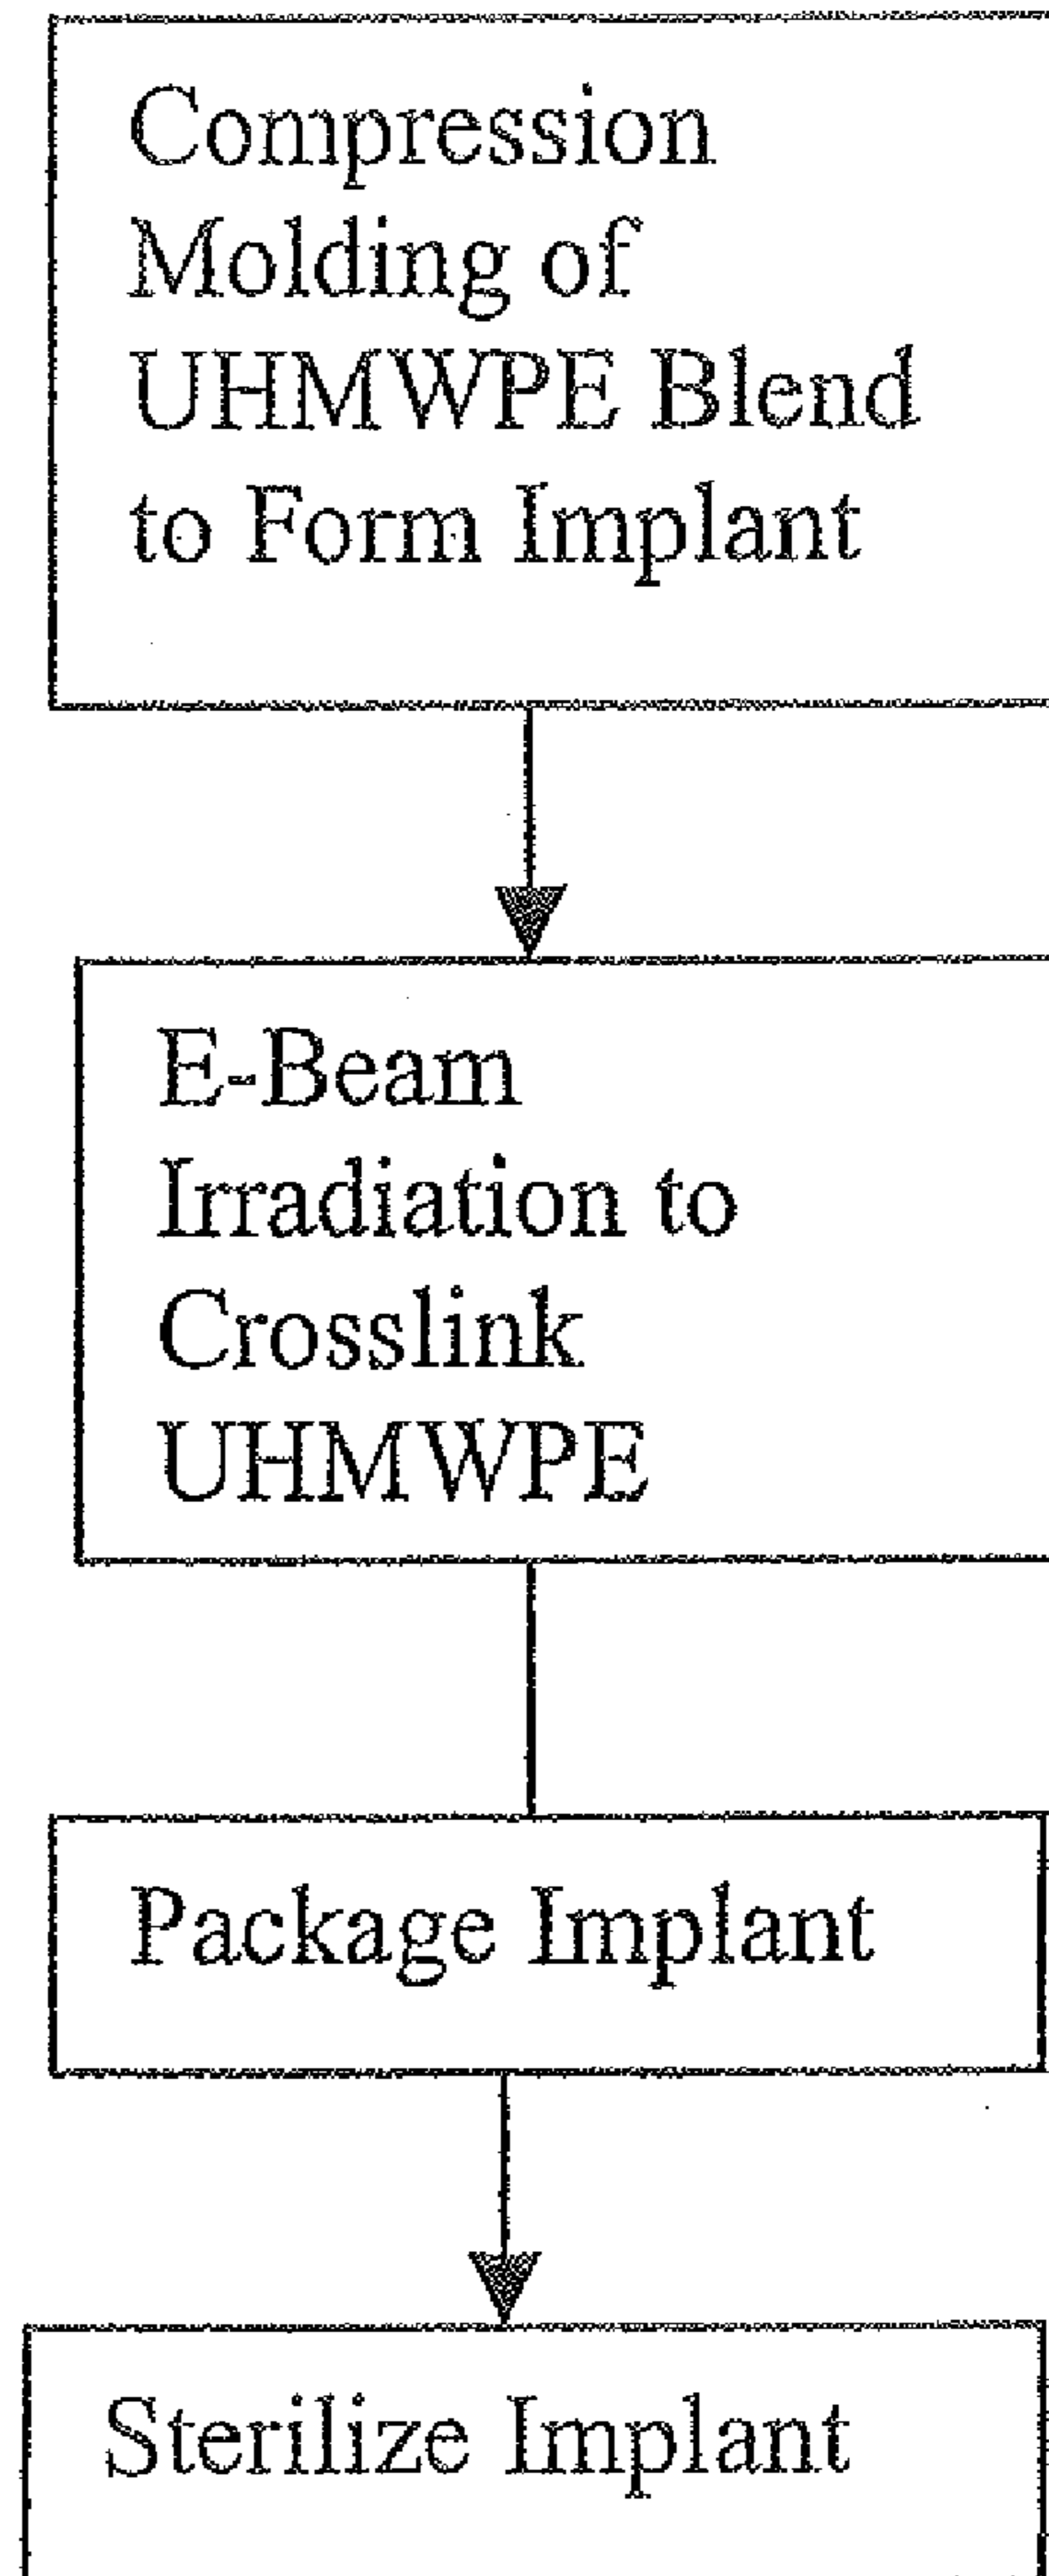 Compression
Molding of
UHMWPE Blend
to Form Implant
E-Beam
Irradiation to
Crosslink
UHMWPE
Package Implant
Sterilize Implant